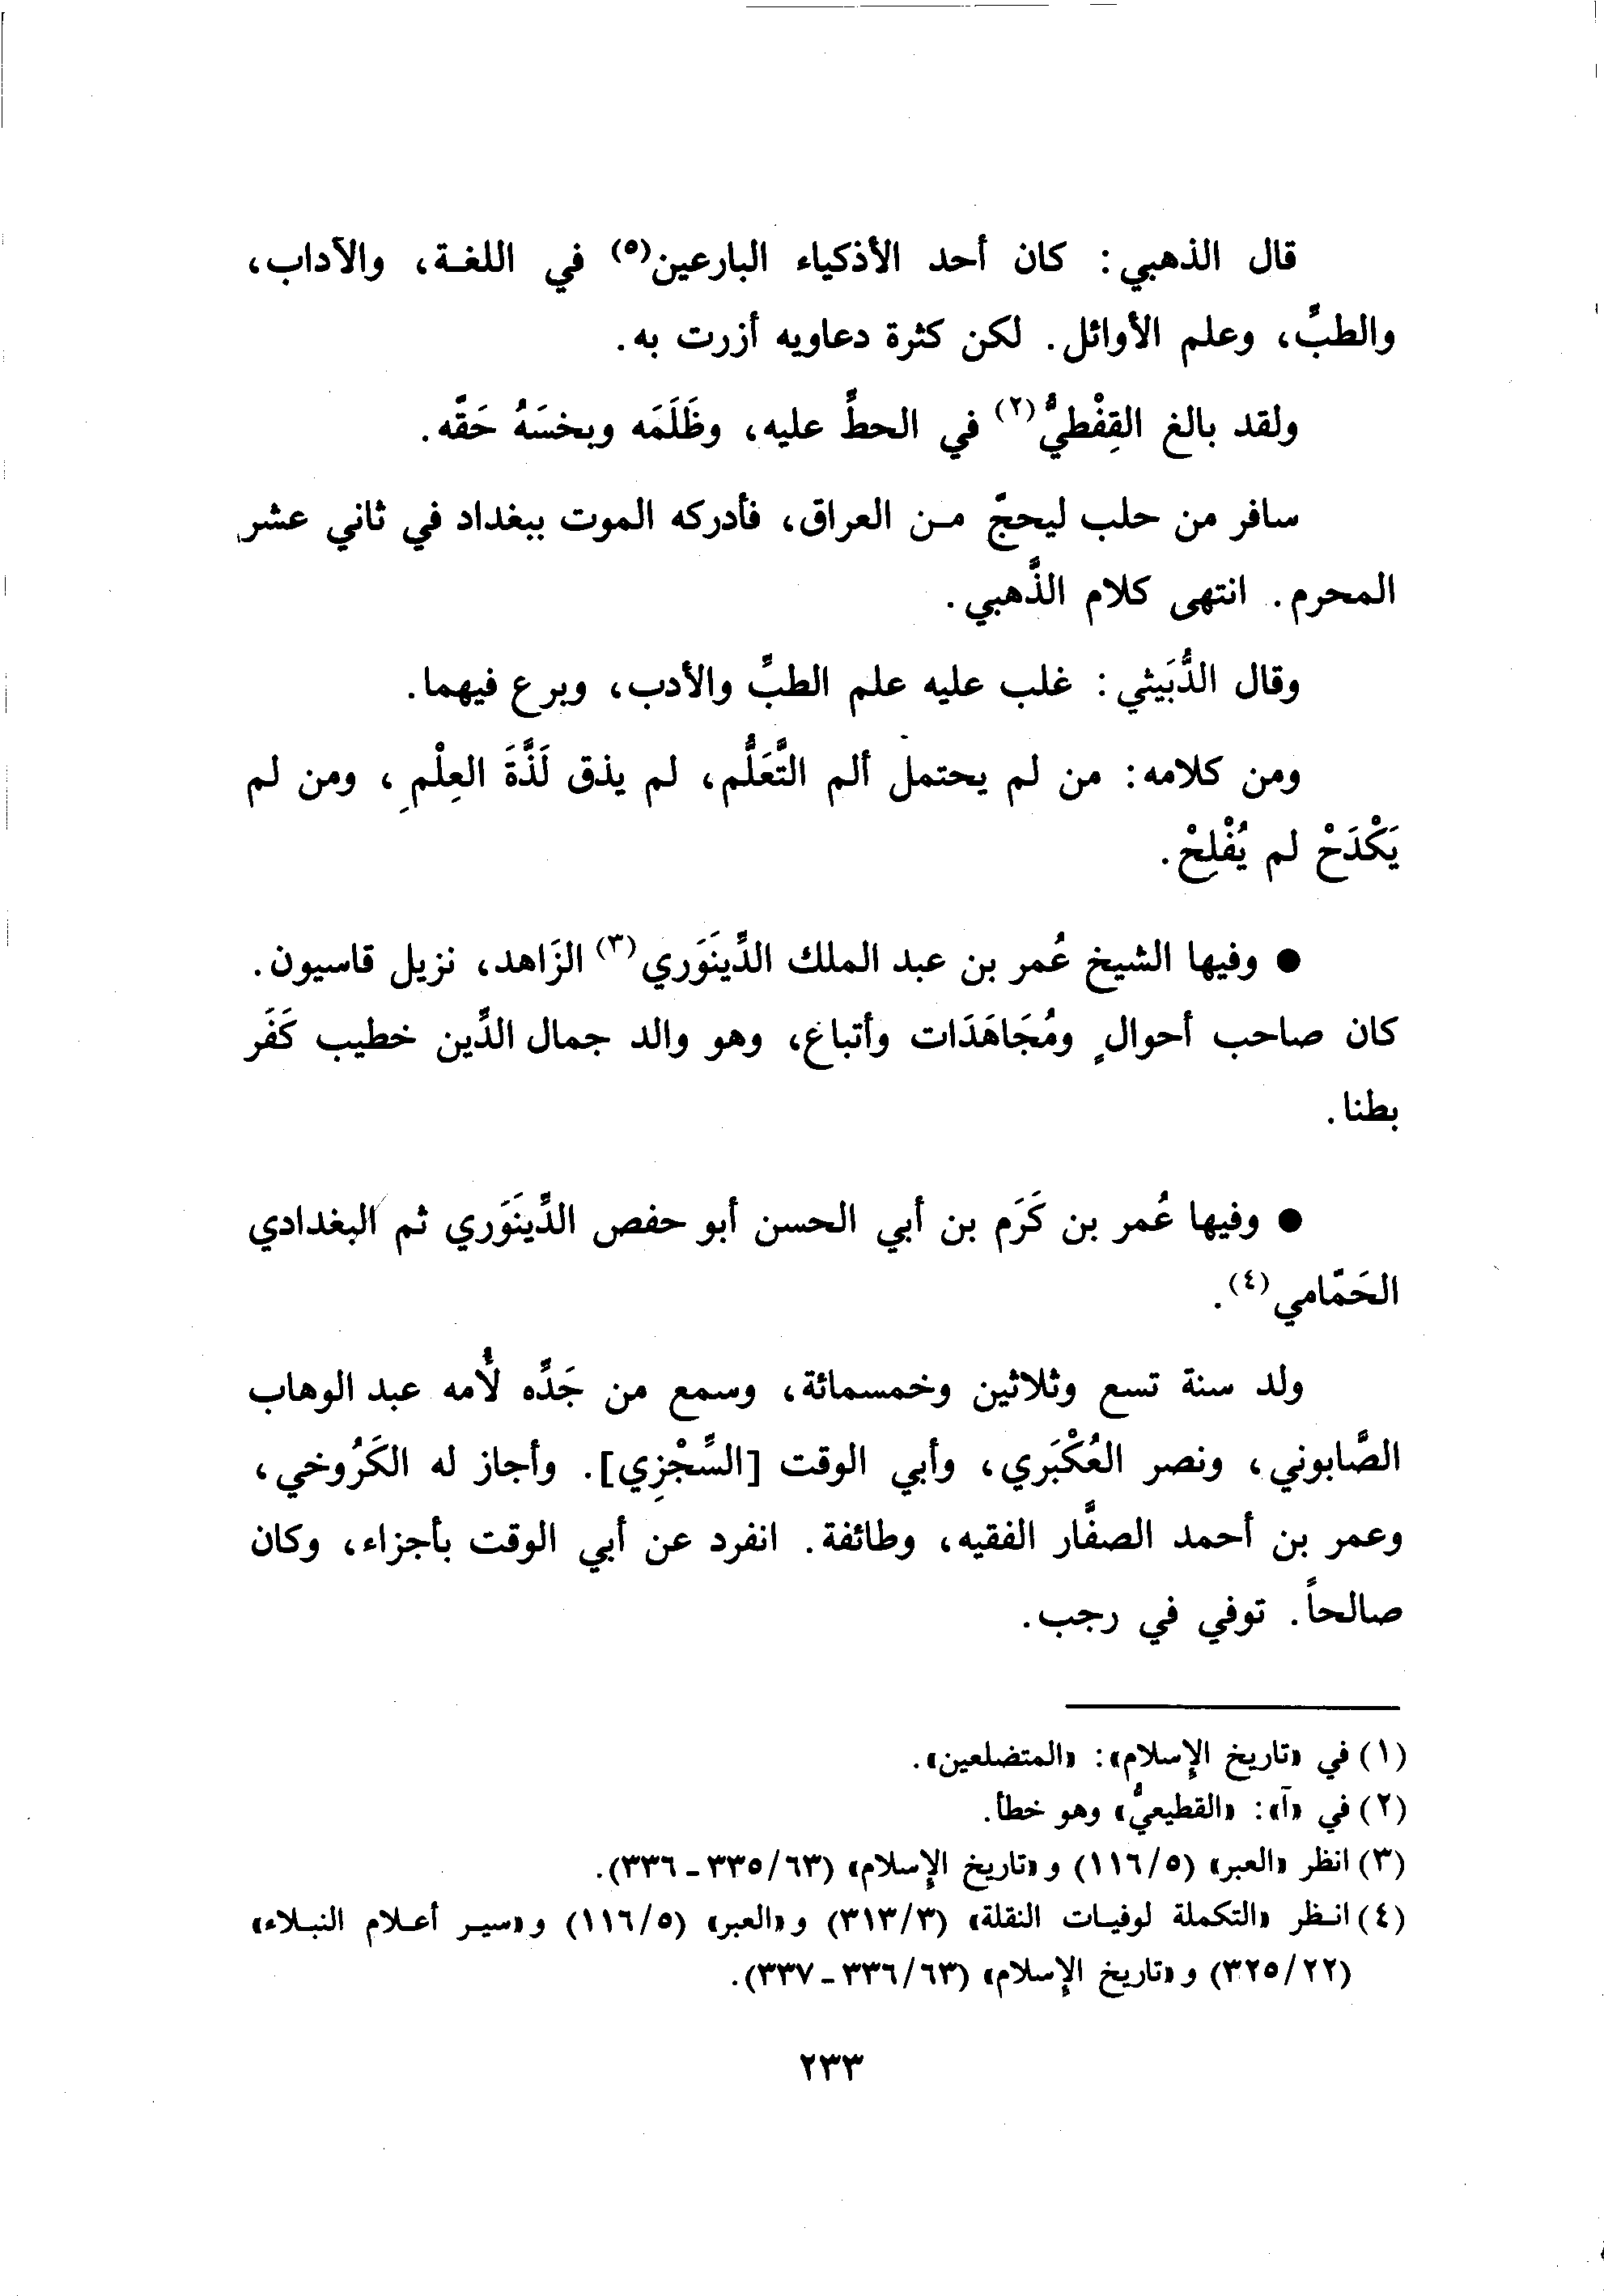 قال الذهبي: كان أحد الأذكياء البارعين(٥) في اللغة، والآداب،
والطبِّ، وعلم الأوائل. لكن كثرة دعاويه أزرت به.
ولقد بالغ القِفْطيُّ(٢) في الحطِّ عليه، وظَلَمَه وبخسَهُ حَقّه.
سافر من حلب ليحجّ من العراق، فأدركه الموت ببغداد في ثاني عشر
المحرم. انتهى كلام الذَّهبي.
وقال الدُّبَيثي: غلب عليه علم الطبِّ والأدب، وبرع فيهما.
ومن كلامه: من لم يحتمل ألم التَّعَلُّم، لم يذق لَذَّةَ العِلْمِ، ومن لم
يَكْدَحْ لم يُفْلِحْ.
● وفيها الشيخ عُمر بن عبد الملك الدِّينَوَري(٣) الزَاهد، نزيل قاسيون.
كان صاحب أحوالٍ ومُجَاهَدَات وأتباع، وهو والد جمال الدِّين خطيب كَفَر
بطنا.
● وفيها عُمر بن كَرَم بن أبي الحسن أبو حفص الدِّينَوَري ثم البغدادي
الحَمّامي(٤).
ولد سنة تسع وثلاثين وخمسمائة، وسمع من جَدِّه لأُمه عبد الوهاب
الصَّابوني، ونصر العُكْبَري، وأبي الوقت [السِّجْزِي]. وأجاز له الكَرُوخي،
وعمر بن أحمد الصفَّار الفقيه، وطائفة. انفرد عن أبي الوقت بأجزاء، وكان
صالحاً. توفي في رجب.
(١) في «تاريخ الإسلام»: «المتضلعين».
(٢) في «آ»: «القطيعيُّ» وهو خطأ.
(٣) انظر «العبر» (١١٦/٥) و«تاريخ الإسلام» (٣٣٥/٦٣ - ٣٣٦).
(٤) انظر «التكملة لوفيات النقلة» (٣١٣/٣) و«العبر» (١١٦/٥) و«سير أعلام النبلاء»
(٣٢٥/٢٢) و«تاريخ الإسلام» (٣٣٦/٦٣ - ٣٣٧).
٢٣٣